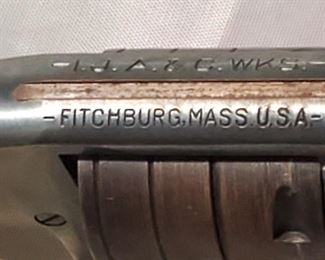 -I.J.A.& C. WKS.-
-FITCHBURG, MASS. U.S.A.-